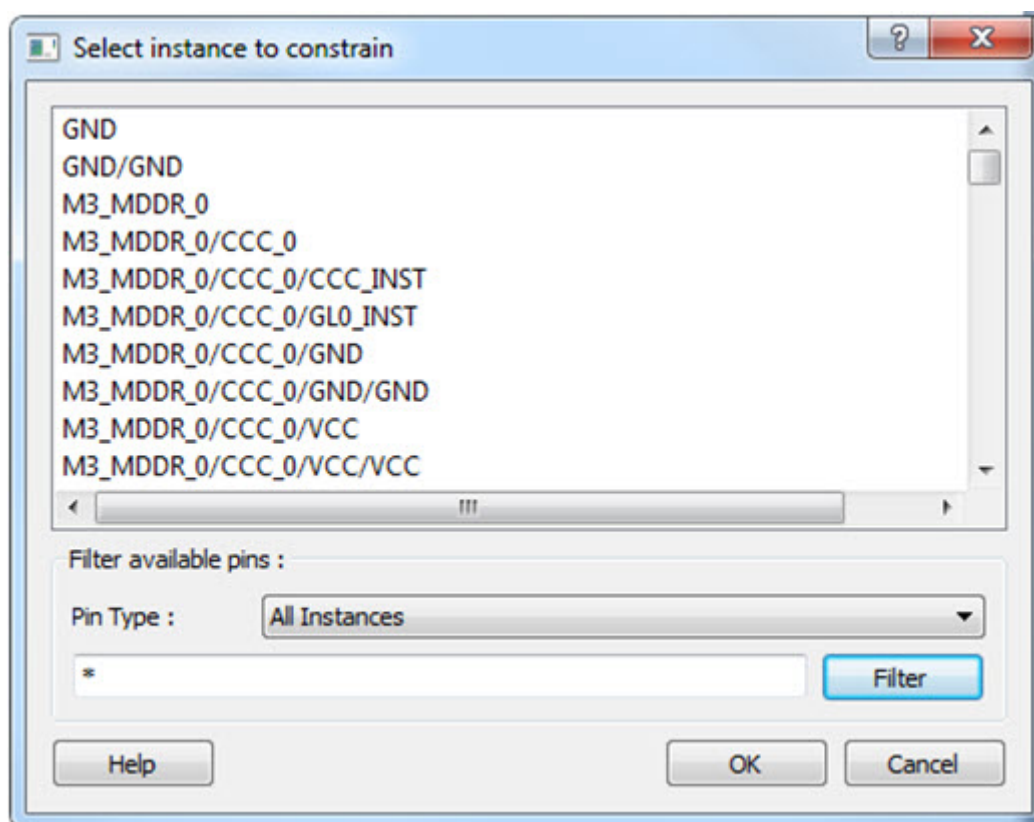 Select instance to constrain
GND
GND/GND
M3_MDDR_0
M3_MDDR_0/CCC_0
M3_MDDR_0/CCC_0/CCC_INST
M3_MDDR_0/CCC_0/GL0_INST
M3_MDDR_0/CCC_0/GND
M3_MDDR_0/CCC_0/GND/GND
M3_MDDR_0/CCC_0/VCC
M3_MDDR_0/CCC_0/VCC/VCC
Filter available pins :
Pin Type : All Instances
* Filter
Help OK Cancel